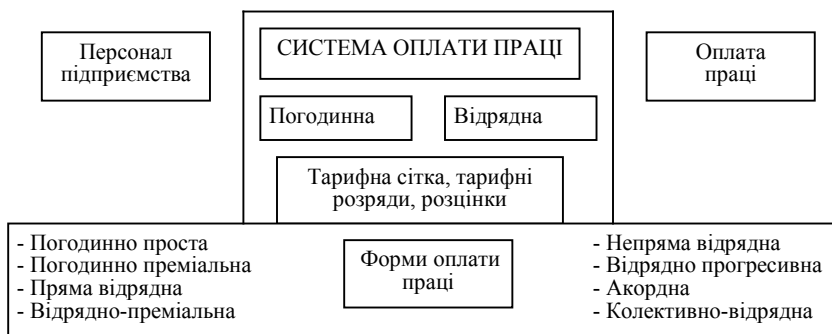 Персонал
підприємства
СИСТЕМА ОПЛАТИ ПРАЦІ
Оплата
праці
Погодинна
Відрядна
Тарифна сітка, тарифні
розряди, розцінки
- Погодинно проста
- Погодинно преміальна
- Пряма відрядна
- Відрядно-преміальна
Форми оплати
праці
- Непряма відрядна
- Відрядно прогресивна
- Акордна
- Колективно-відрядна